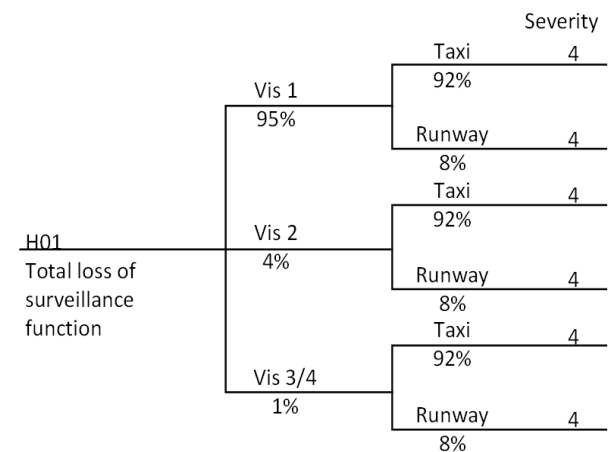 Severity
Taxi 4
92%
Vis 1
95%
Runway 4
8%
Taxi 4
92%
Vis 2
4%
H01
Total loss of
surveillance
function
Runway 4
8%
Taxi 4
92%
Vis 3/4
1%
Runway 4
8%